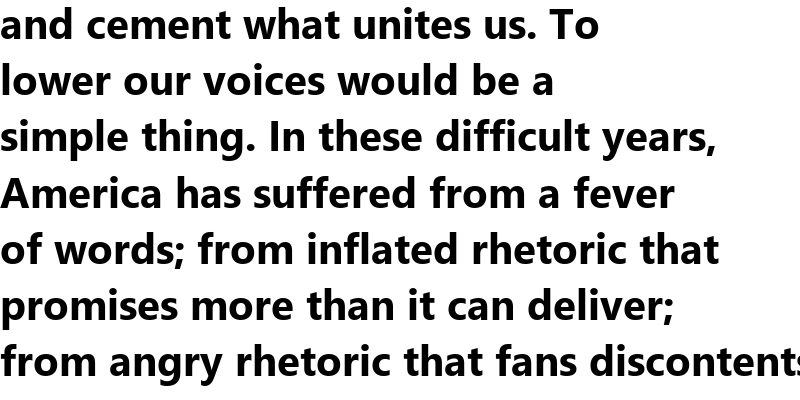 and cement what unites us. To
lower our voices would be a
simple thing. In these difficult years,
America has suffered from a fever
of words; from inflated rhetoric that
promises more than it can deliver;
from angry rhetoric that fans discontents